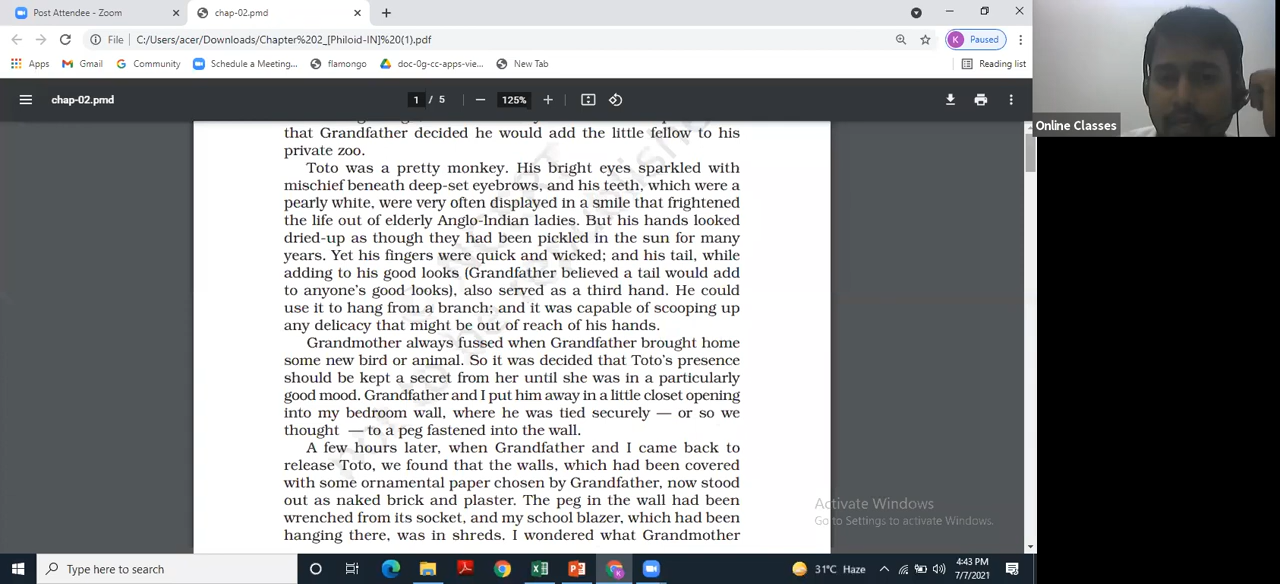 Post Attendee - Zoom
chap-02.pmd
File C:/Users/acer/Downloads/Chapter%202_[Philoid-IN]%20(1).pdf
K Paused
Apps Gmail Community Schedule a Meeting... flamongo doc-0g-cc-apps-vie... New Tab Reading list
chap-02.pmd 1 / 5 125%
Online Classes
that Grandfather decided he would add the little fellow to his
private zoo.
Toto was a pretty monkey. His bright eyes sparkled with
mischief beneath deep-set eyebrows, and his teeth, which were a
pearly white, were very often displayed in a smile that frightened
the life out of elderly Anglo-Indian ladies. But his hands looked
dried-up as though they had been pickled in the sun for many
years. Yet his fingers were quick and wicked; and his tail, while
adding to his good looks (Grandfather believed a tail would add
to anyone's good looks), also served as a third hand. He could
use it to hang from a branch; and it was capable of scooping up
any delicacy that might be out of reach of his hands.
Grandmother always fussed when Grandfather brought home
some new bird or animal. So it was decided that Toto's presence
should be kept a secret from her until she was in a particularly
good mood. Grandfather and I put him away in a little closet opening
into my bedroom wall, where he was tied securely — or so we
thought — to a peg fastened into the wall.
A few hours later, when Grandfather and I came back to
release Toto, we found that the walls, which had been covered
with some ornamental paper chosen by Grandfather, now stood
out as naked brick and plaster. The peg in the wall had been
wrenched from its socket, and my school blazer, which had been
hanging there, was in shreds. I wondered what Grandmother
Activate Windows
Go to Settings to activate Windows.
Type here to search
31°C Haze
4:43 PM
7/7/2021